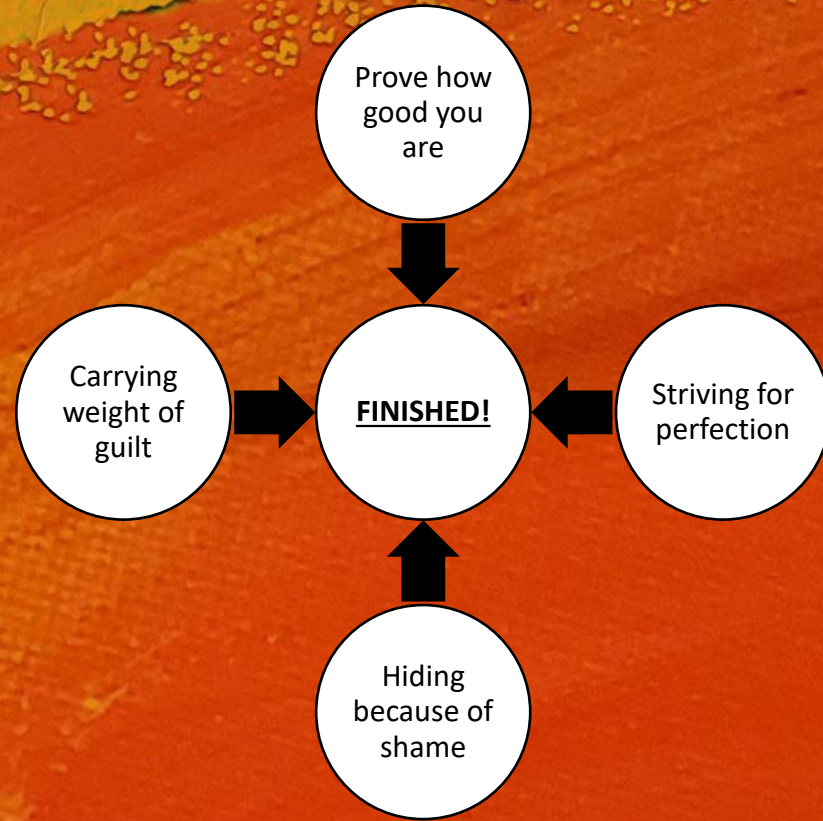 Prove how
good you
are
Carrying
weight of
guilt
FINISHED!
Striving for
perfection
Hiding
because of
shame